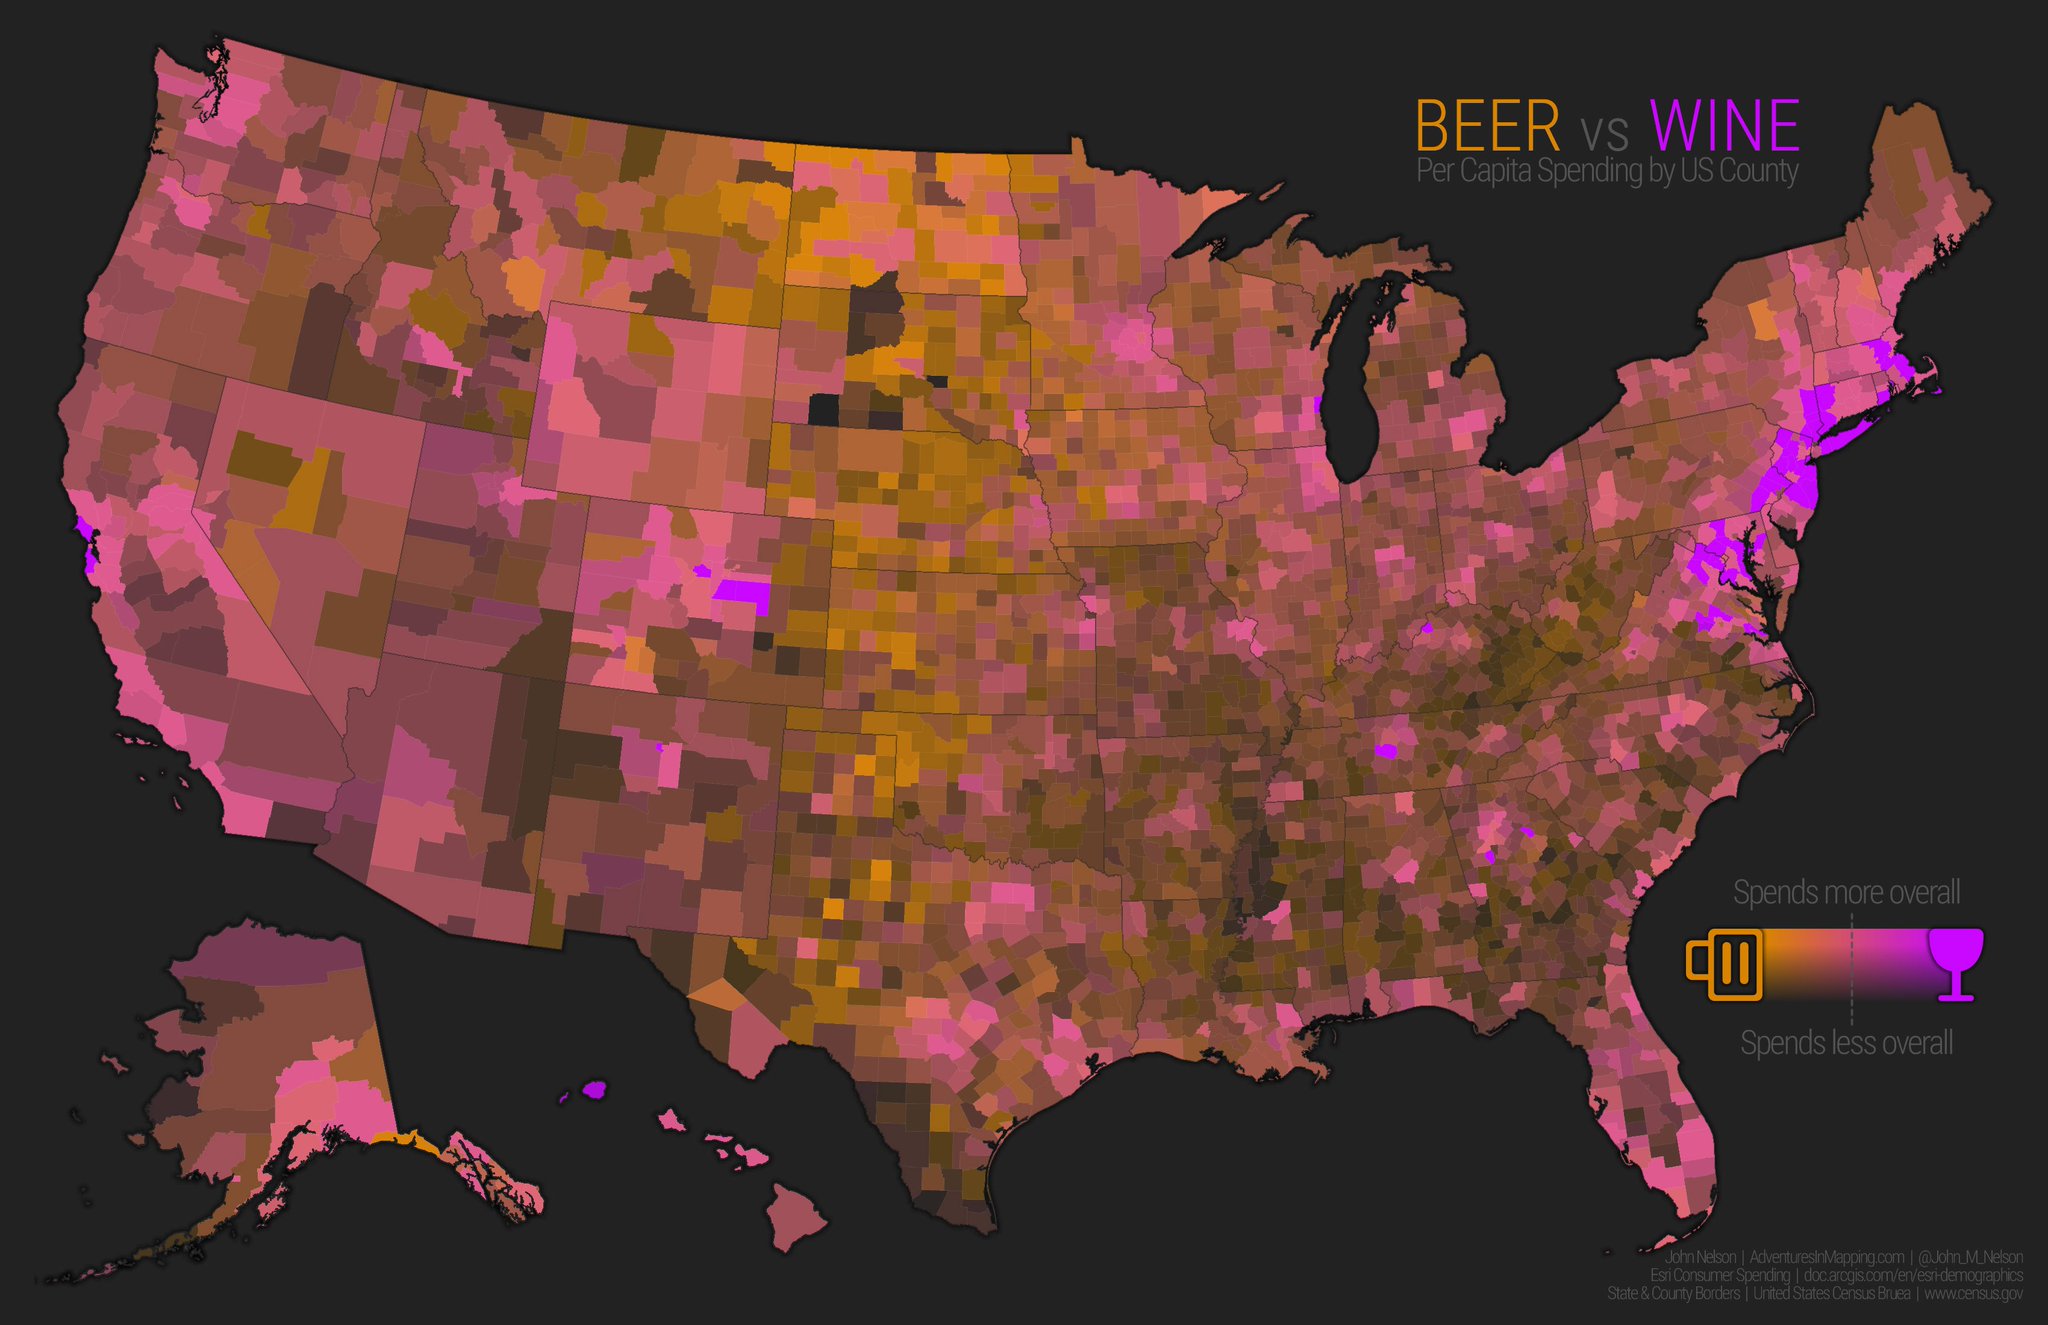 BEER vs WINE
Per Capita Spending by US County
Spends more overall
Spends less overall
John Nelson | AdventuresInMapping.com | @John_M_Nelson
Esri Consumer Spending | doc.arcgis.com/en/esri-demographics
State & County Borders | United States Census Bruea | www.census.gov